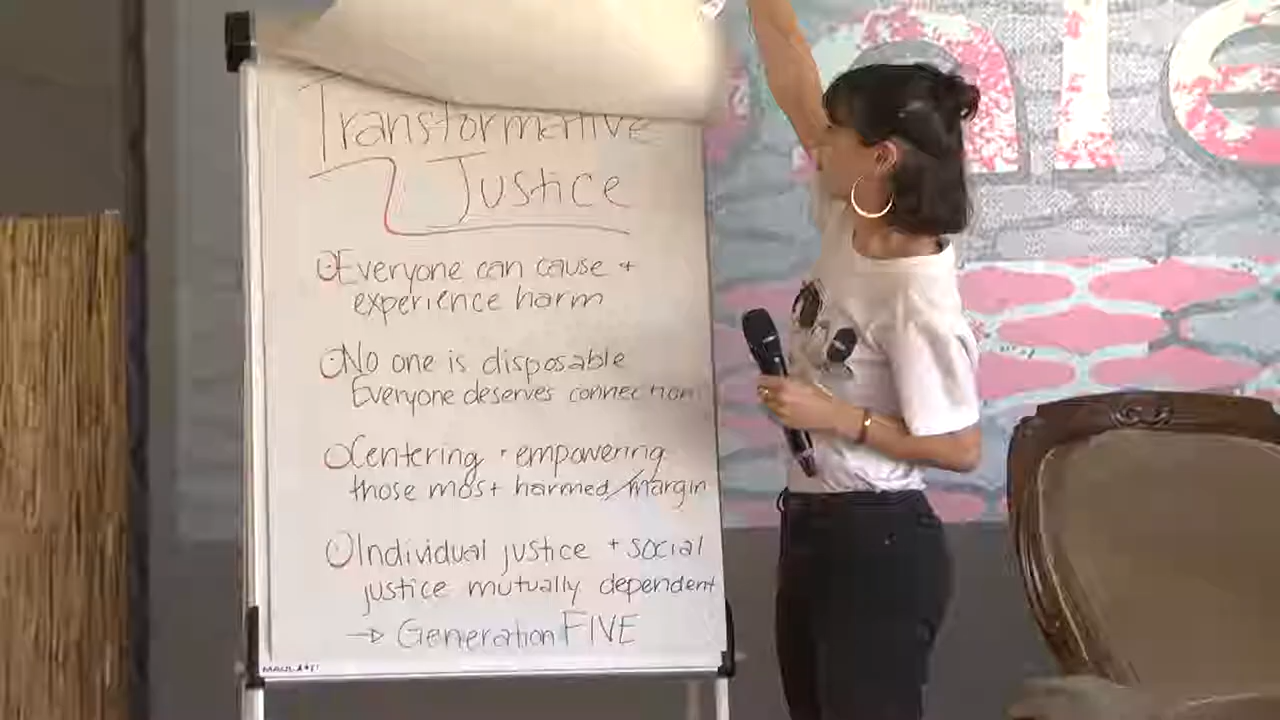 Transformative
Justice
Everyone can cause +
experience harm
No one is disposable
Everyone deserves connection
Centering + empowering
those most harmed/margin
Individual justice + social
justice mutually dependent
→ Generation FIVE